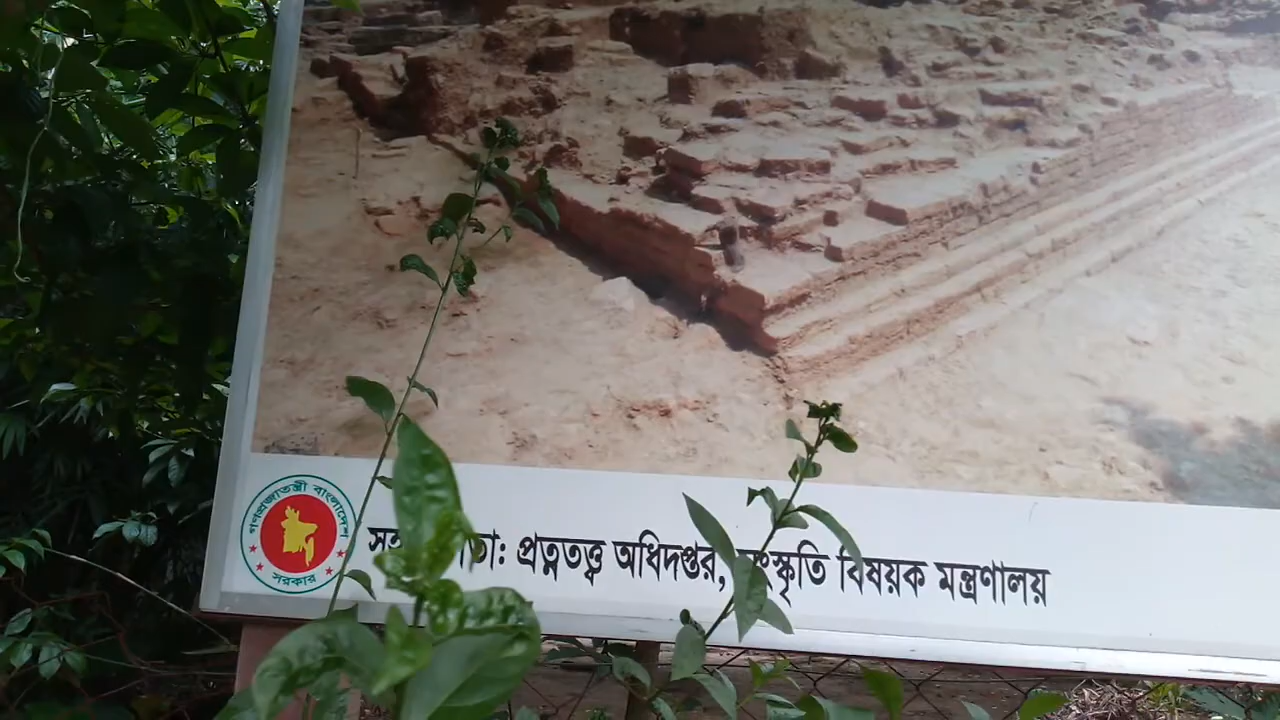 গণপ্রজাতন্ত্রী বাংলাদেশ
সরকার
প্রত্নতত্ত্ব অধিদপ্তর, সংস্কৃতি বিষয়ক মন্ত্রণালয়